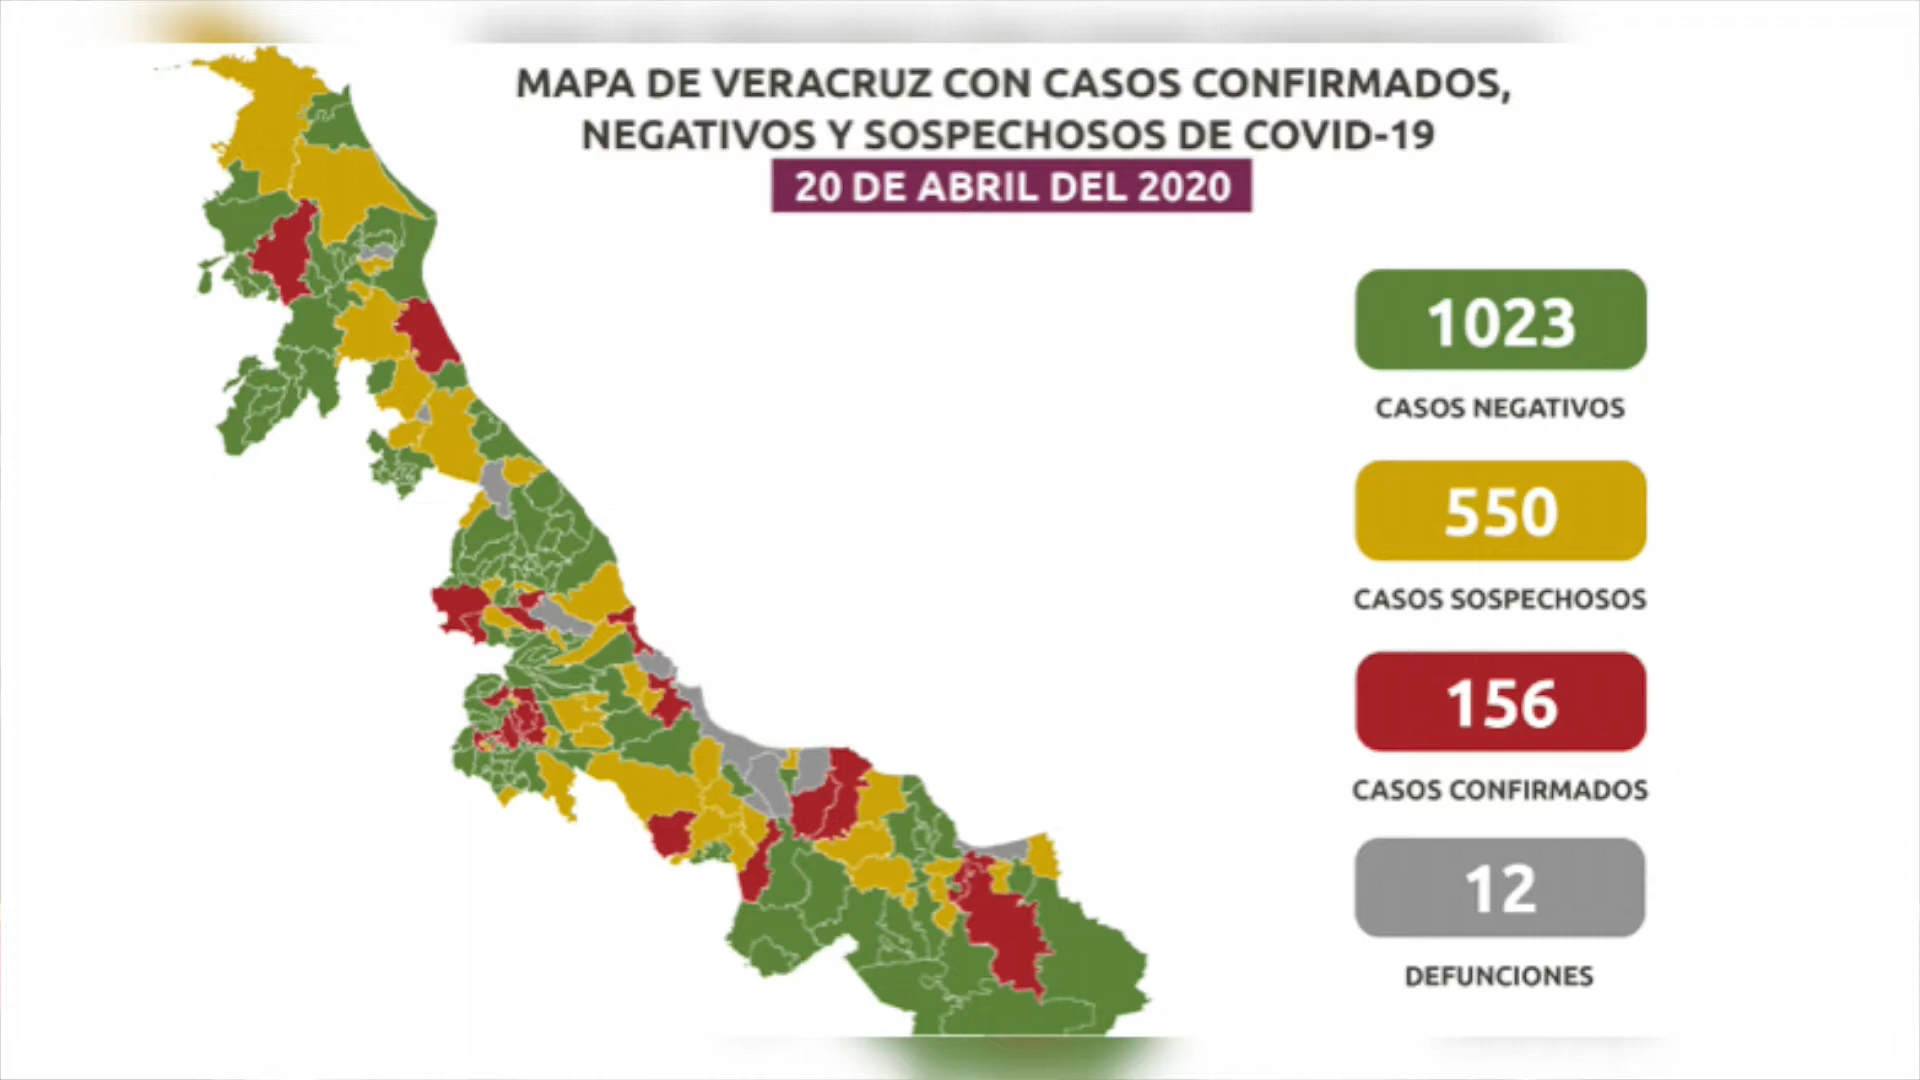 MAPA DE VERACRUZ CON CASOS CONFIRMADOS,
NEGATIVOS Y SOSPECHOSOS DE COVID-19
20 DE ABRIL DEL 2020
1023
CASOS NEGATIVOS
550
CASOS SOSPECHOSOS
156
CASOS CONFIRMADOS
12
DEFUNCIONES